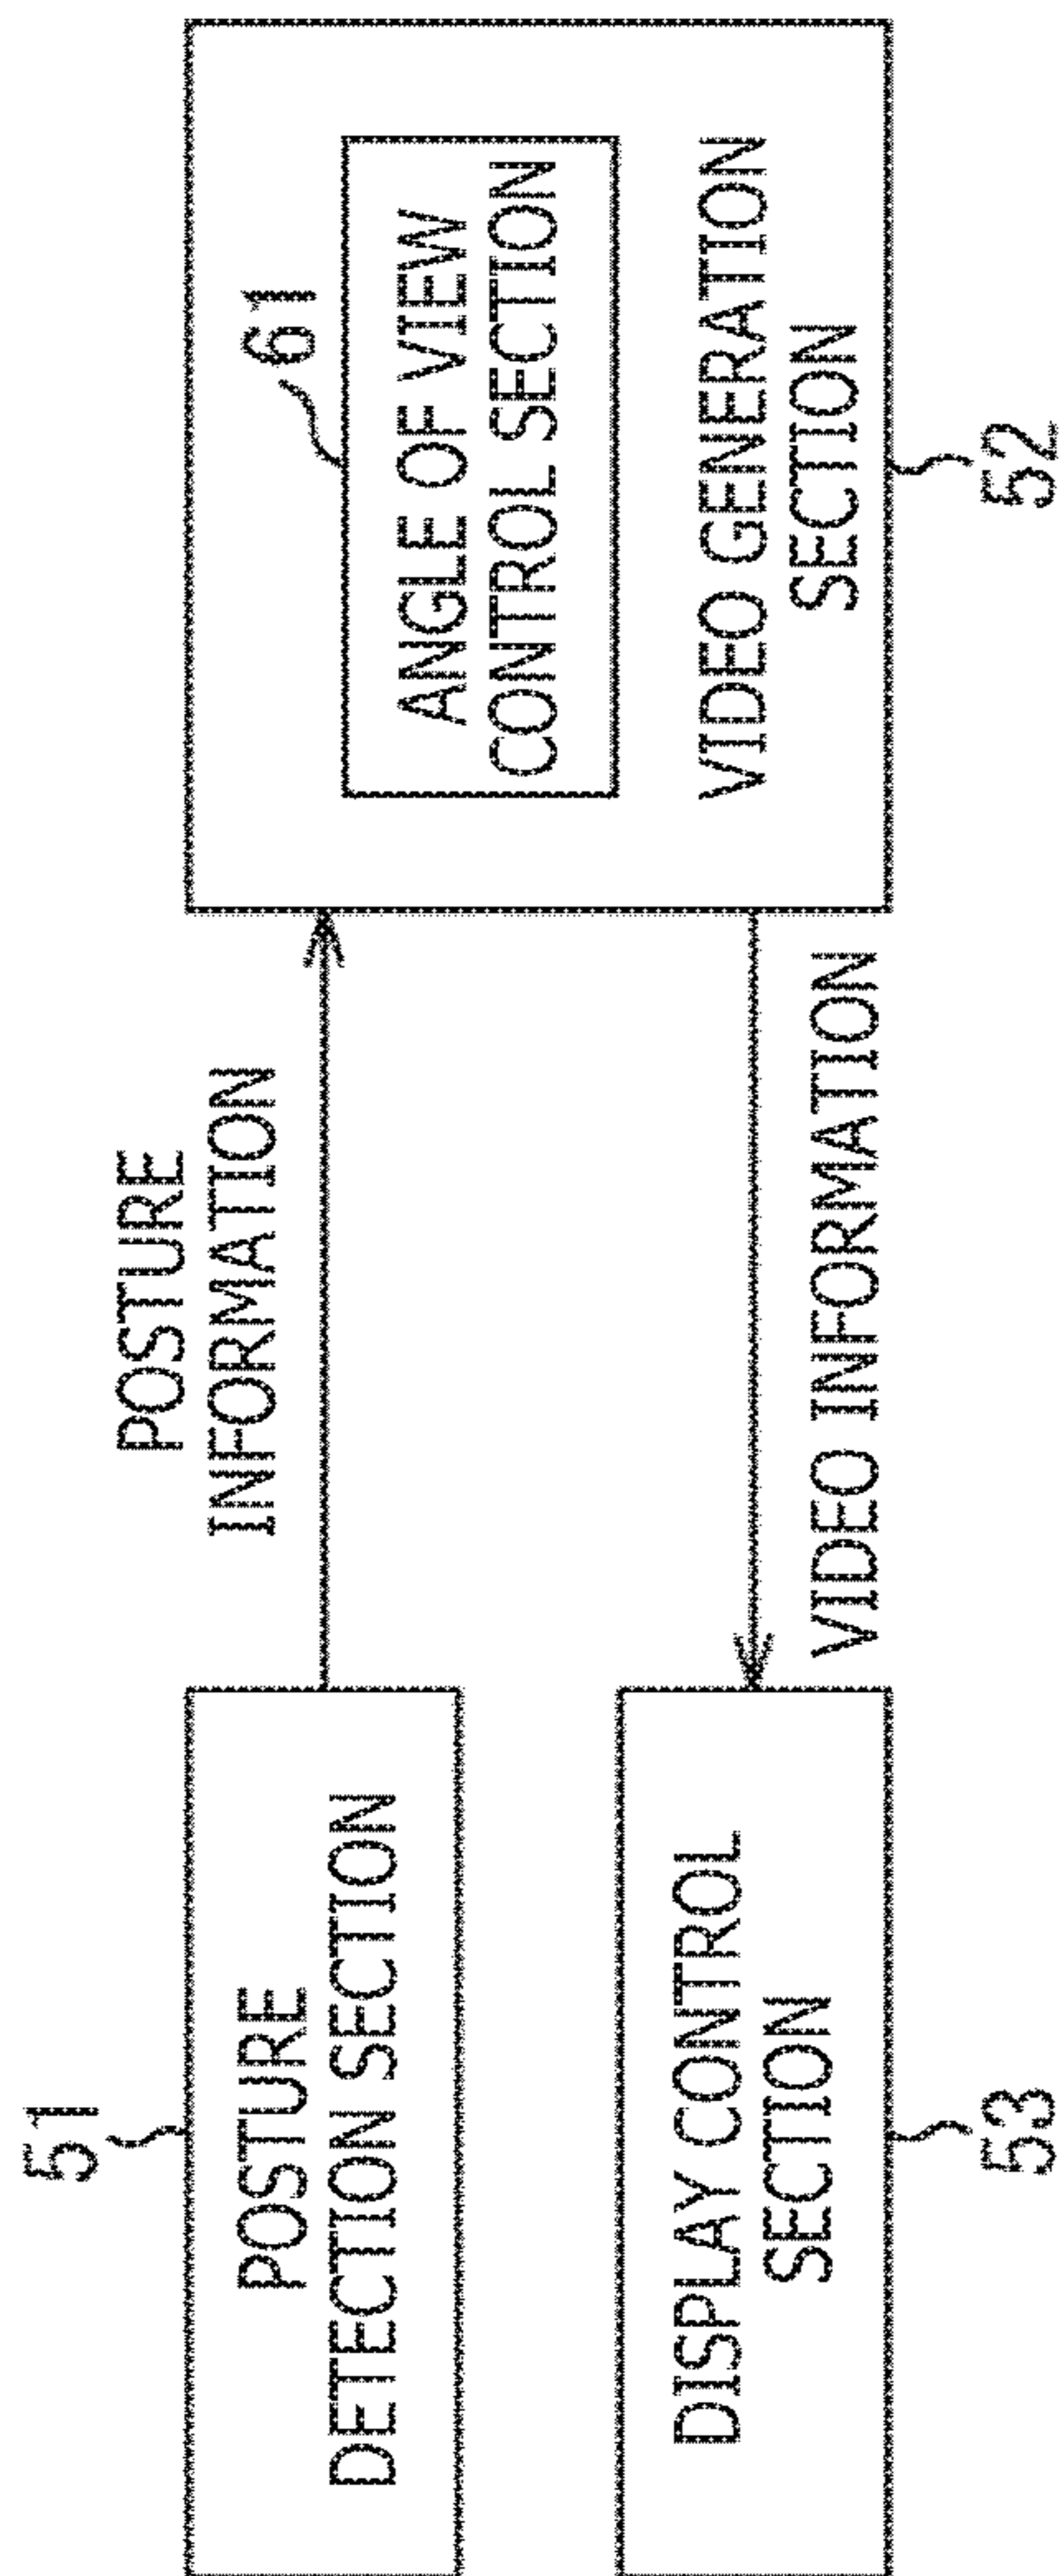 51
POSTURE
DETECTION SECTION
POSTURE
INFORMATION
61
ANGLE OF VIEW
CONTROL SECTION
VIDEO GENERATION
SECTION
52
DISPLAY CONTROL
SECTION
53
VIDEO INFORMATION